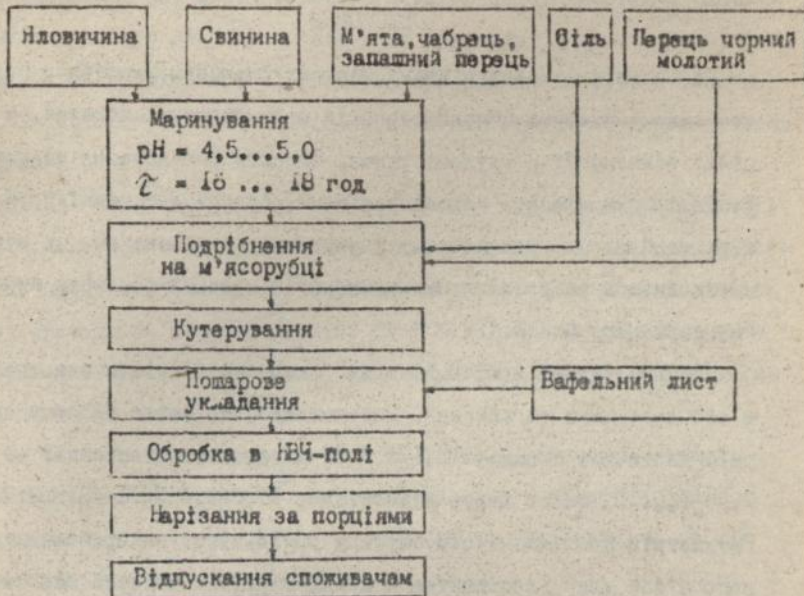 Яловичина
Свинина
М'ята, чабрець,
запашний перець
Сіль
Перець чорний
молотий
Маринування
pH = 4,5...5,0
τ = 16 ... 18 год
Подрібнення
на м'ясорубці
Кутерування
Пошарове
укладання
Вафельний лист
Обробка в НВЧ-полі
Нарізання за порціями
Відпускання споживачам